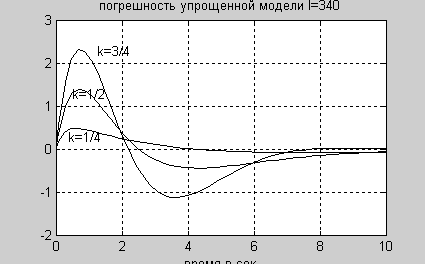 погрешность упрощенной модели l=340
3
k=3/4
2
k=1/2
1
k=1/4
0
-1
-2
0 2 4 6 8 10
время в сек